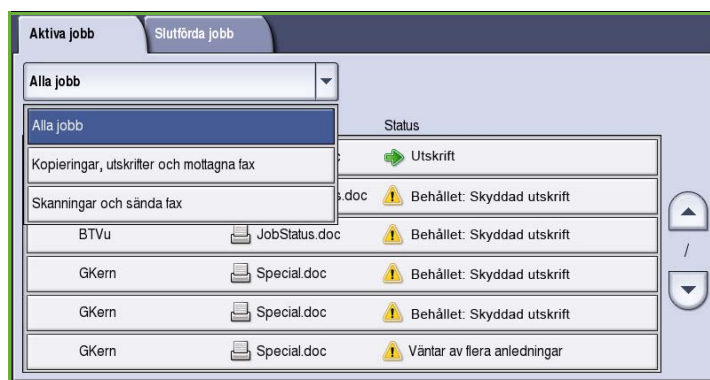 Aktiva jobb Slutförda jobb
Alla jobb
Alla jobb
Kopieringar, utskrifter och mottagna fax
Skanningar och sända fax
Status
Utskrift
s.doc Behållet: Skyddad utskrift
BTVu JobStatus.doc Behållet: Skyddad utskrift
/
GKern Special.doc Behållet: Skyddad utskrift
GKern Special.doc Behållet: Skyddad utskrift
GKern Special.doc Väntar av flera anledningar